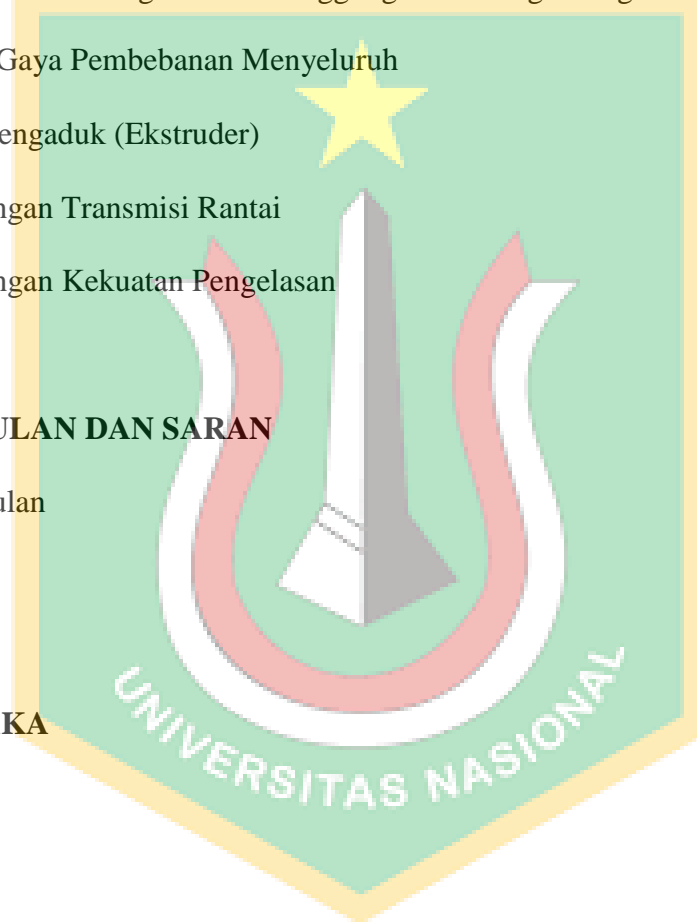 Gaya Pembebanan Menyeluruh
engaduk (Ekstruder)
ngan Transmisi Rantai
ngan Kekuatan Pengelasan
ULAN DAN SARAN
ulan
KA
UNIVERSITAS NASIONAL